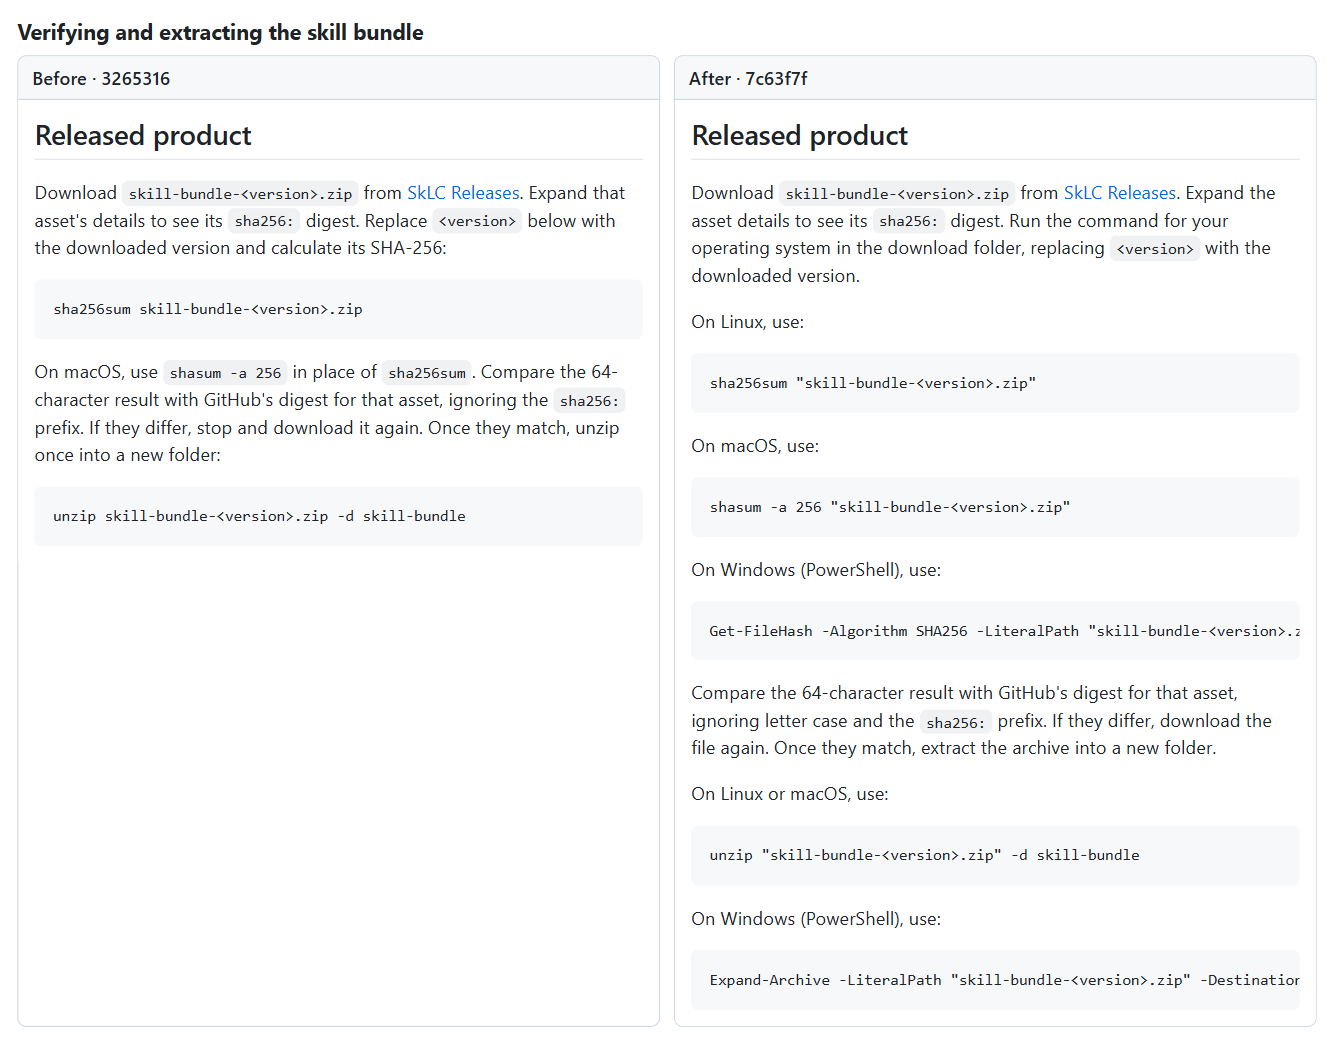 Verifying and extracting the skill bundle
Before · 3265316
Released product
Download skill-bundle-<version>.zip from SkLC Releases. Expand that
asset's details to see its sha256: digest. Replace <version> below with
the downloaded version and calculate its SHA-256:
sha256sum skill-bundle-<version>.zip
On macOS, use shasum -a 256 in place of sha256sum. Compare the 64-
character result with GitHub's digest for that asset, ignoring the sha256:
prefix. If they differ, stop and download it again. Once they match, unzip
once into a new folder:
unzip skill-bundle-<version>.zip -d skill-bundle
After · 7c63f7f
Released product
Download skill-bundle-<version>.zip from SkLC Releases. Expand the
asset details to see its sha256: digest. Run the command for your
operating system in the download folder, replacing <version> with the
downloaded version.
On Linux, use:
sha256sum "skill-bundle-<version>.zip"
On macOS, use:
shasum -a 256 "skill-bundle-<version>.zip"
On Windows (PowerShell), use:
Get-FileHash -Algorithm SHA256 -LiteralPath "skill-bundle-<version>.z
Compare the 64-character result with GitHub's digest for that asset,
ignoring letter case and the sha256: prefix. If they differ, download the
file again. Once they match, extract the archive into a new folder.
On Linux or macOS, use:
unzip "skill-bundle-<version>.zip" -d skill-bundle
On Windows (PowerShell), use:
Expand-Archive -LiteralPath "skill-bundle-<version>.zip" -Destination